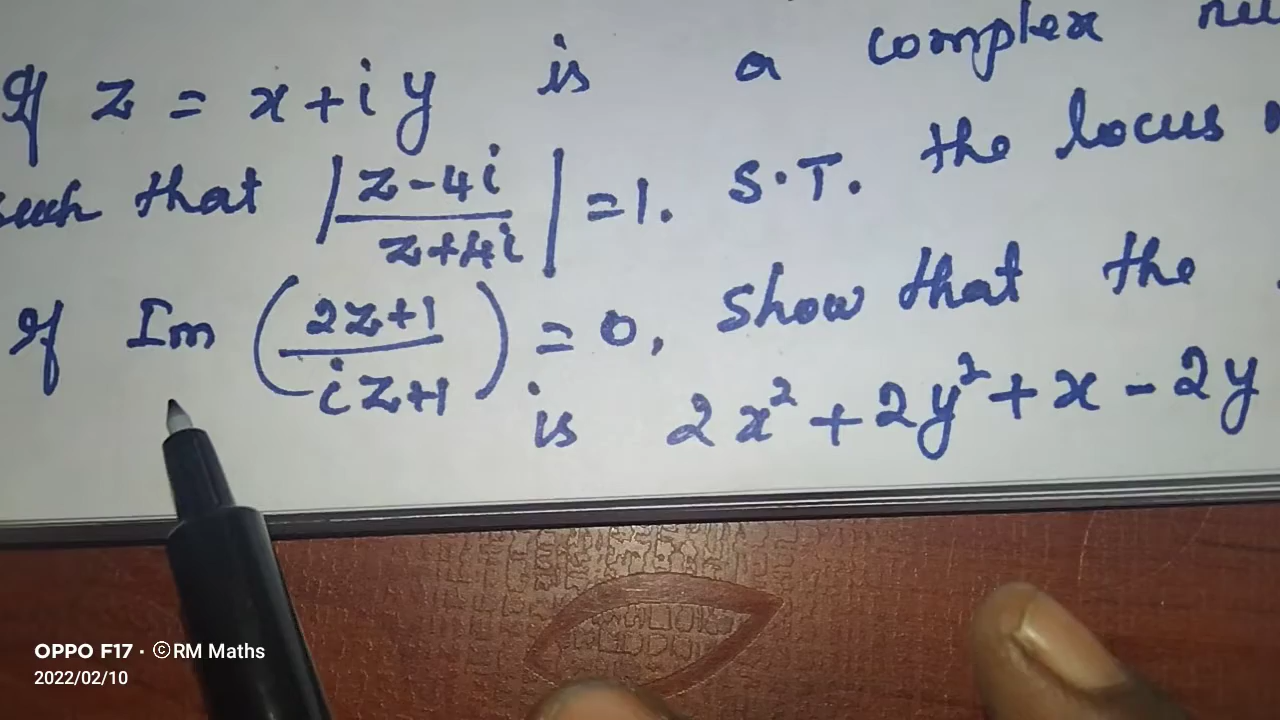 If z = x+iy is a complex
such that |z-4i/z+4i| =1. S.T. the locus
If Im (2z+1/iz+1) = 0, show that the
is 2x²+2y²+x-2y
OPPO F17 · ©RM Maths
2022/02/10